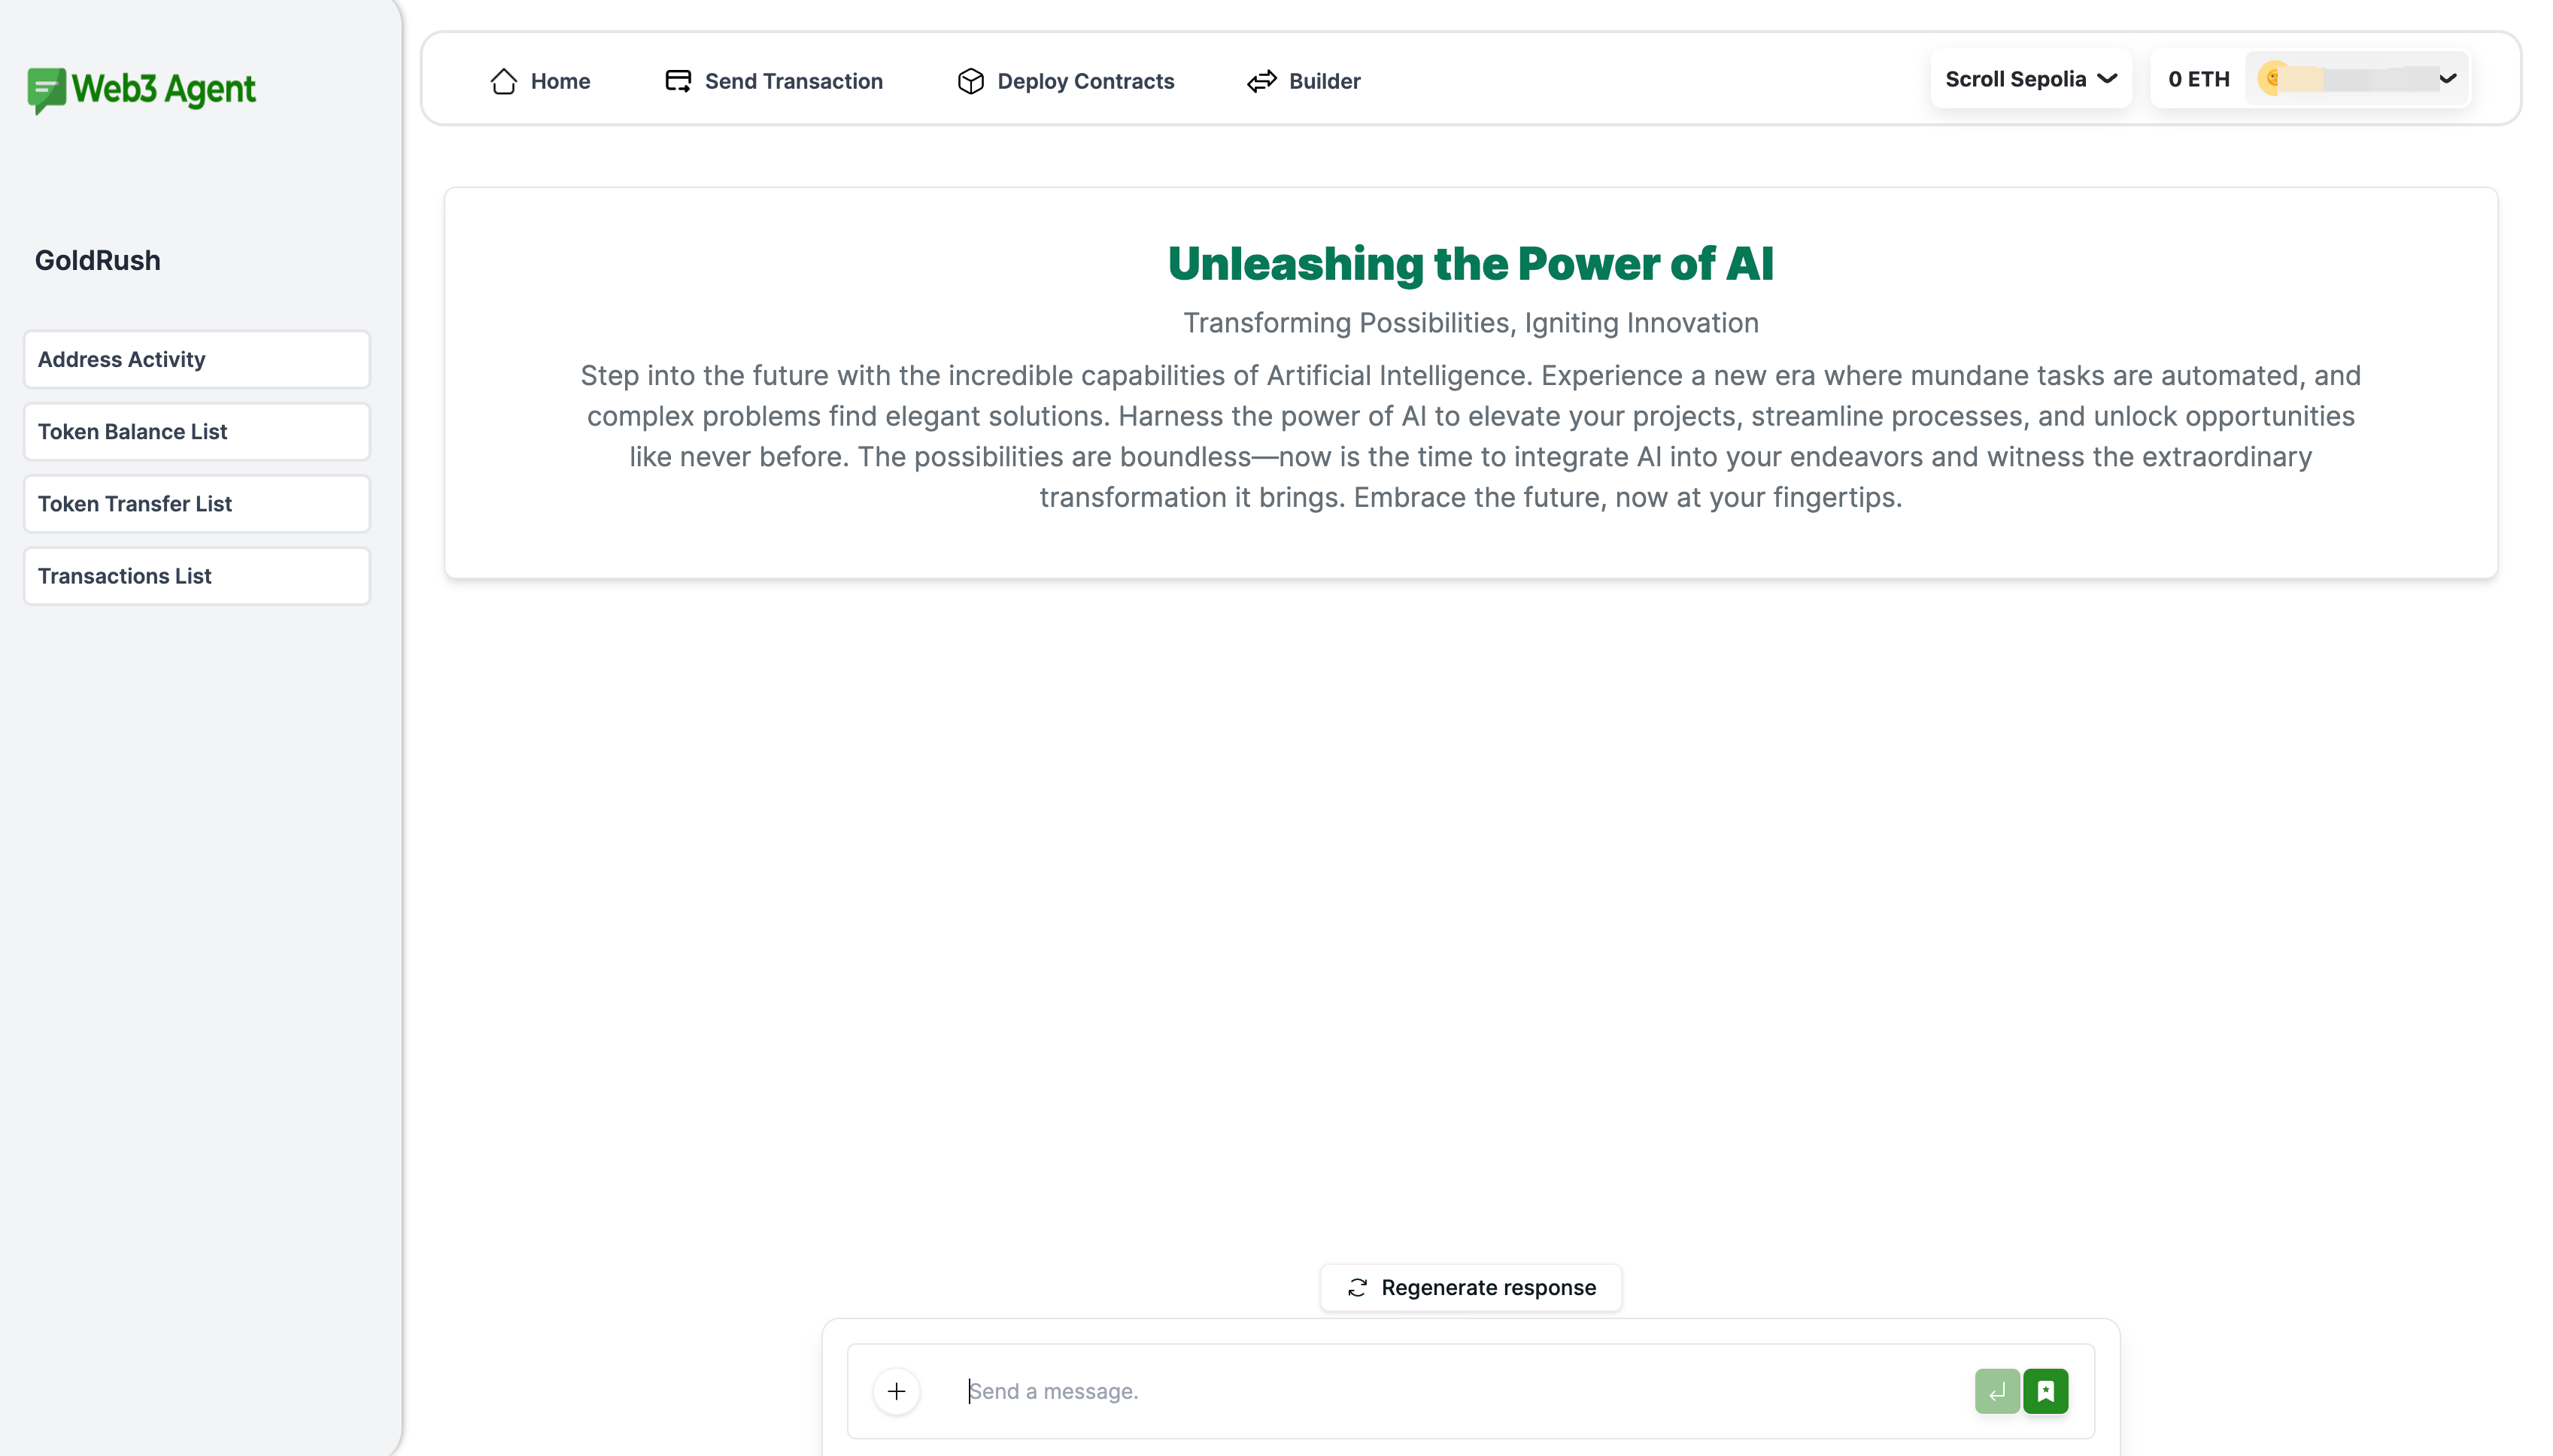 Web3 Agent
Home
Send Transaction
Deploy Contracts
Builder
Scroll Sepolia
0 ETH
GoldRush
Address Activity
Token Balance List
Token Transfer List
Transactions List
Unleashing the Power of AI
Transforming Possibilities, Igniting Innovation
Step into the future with the incredible capabilities of Artificial Intelligence. Experience a new era where mundane tasks are automated, and
complex problems find elegant solutions. Harness the power of AI to elevate your projects, streamline processes, and unlock opportunities
like never before. The possibilities are boundless—now is the time to integrate AI into your endeavors and witness the extraordinary
transformation it brings. Embrace the future, now at your fingertips.
Regenerate response
Send a message.